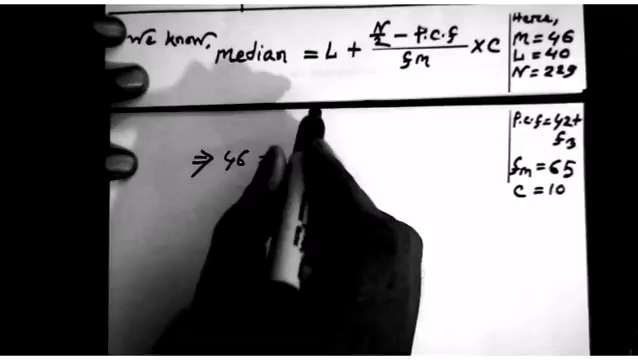 We know,
median = L + (N/2 - P.c.f)/fm × C
Here,
M = 46
L = 40
N = 229
P.c.f = 42 + f3
fm = 65
C = 10
⇒ 46 =